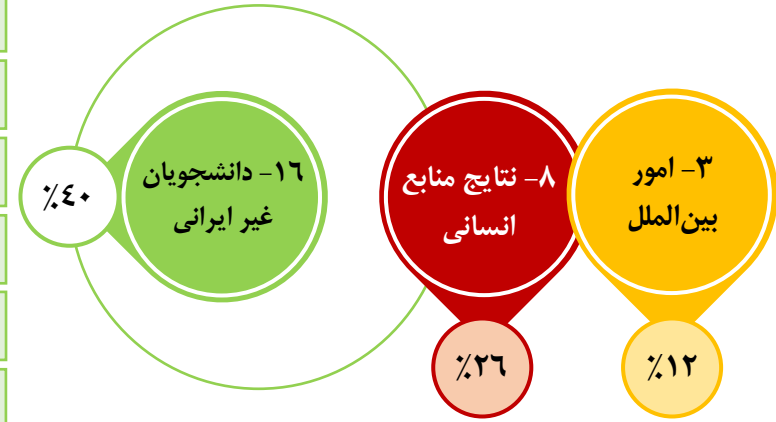 ۳- امور
بین‌الملل
٪۱۲
۸- نتایج منابع
انسانی
٪۲۶
۱۶- دانشجویان
غیر ایرانی
٪۴۰